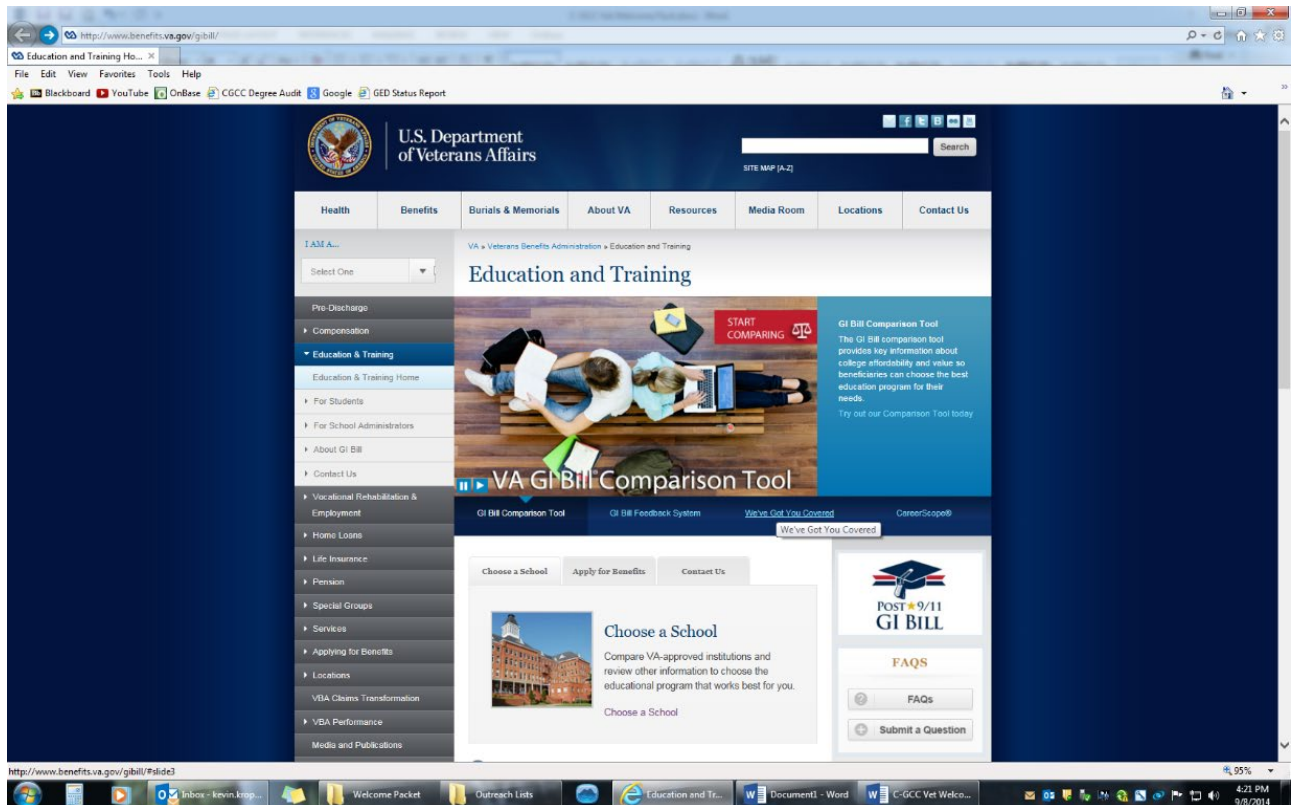 http://www.benefits.va.gov/gibill/
Education and Training Ho...
File Edit View Favorites Tools Help
Blackboard YouTube OnBase CGCC Degree Audit Google GED Status Report
U.S. Department
of Veterans Affairs
Search
SITE MAP [A-Z]
Health Benefits Burials & Memorials About VA Resources Media Room Locations Contact Us
I AM A...
Select One
VA » Veterans Benefits Administration » Education and Training
Education and Training
Pre-Discharge
Compensation
Education & Training
Education & Training Home
For Students
For School Administrators
About GI Bill
Contact Us
Vocational Rehabilitation &
Employment
Home Loans
Life Insurance
Pension
Special Groups
Services
Applying for Benefits
Locations
VBA Claims Transformation
VBA Performance
Media and Publications
START
COMPARING
VA GI Bill Comparison Tool
GI Bill Comparison Tool
The GI Bill comparison tool
provides key information about
college affordability and value so
beneficiaries can choose the best
education program for their
needs.
Try out our Comparison Tool today
GI Bill Comparison Tool GI Bill Feedback System We've Got You Covered CareerScope®
We've Got You Covered
Choose a School Apply for Benefits Contact Us
Choose a School
Compare VA-approved institutions and
review other information to choose the
educational program that works best for you.
Choose a School
POST 9/11
GI BILL
FAQS
FAQs
Submit a Question
http://www.benefits.va.gov/gibill/#slide3
95%
Inbox - kevin.krop... Welcome Packet Outreach Lists Education and Tr... Document1 - Word C-GCC Vet Welco...
4:21 PM
9/8/2014